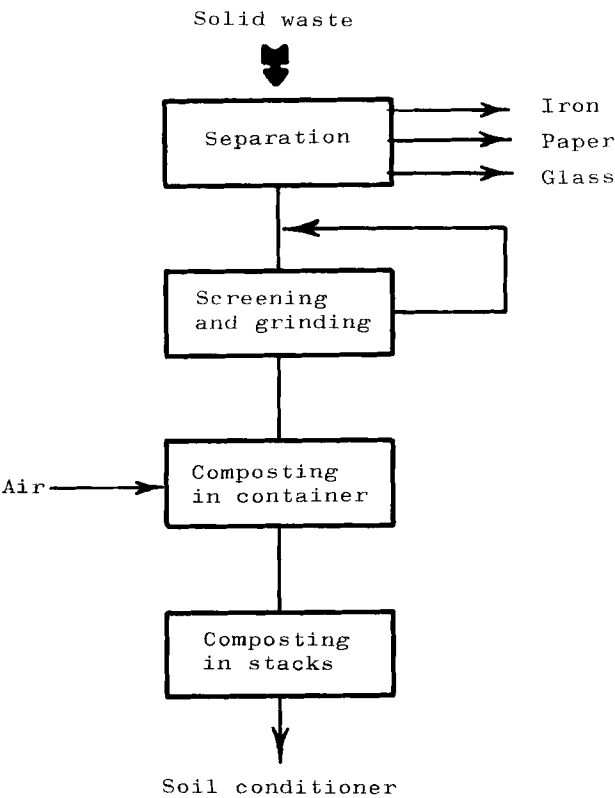 Solid waste
Separation
Iron
Paper
Glass
Screening
and grinding
Air
Composting
in container
Composting
in stacks
Soil conditioner